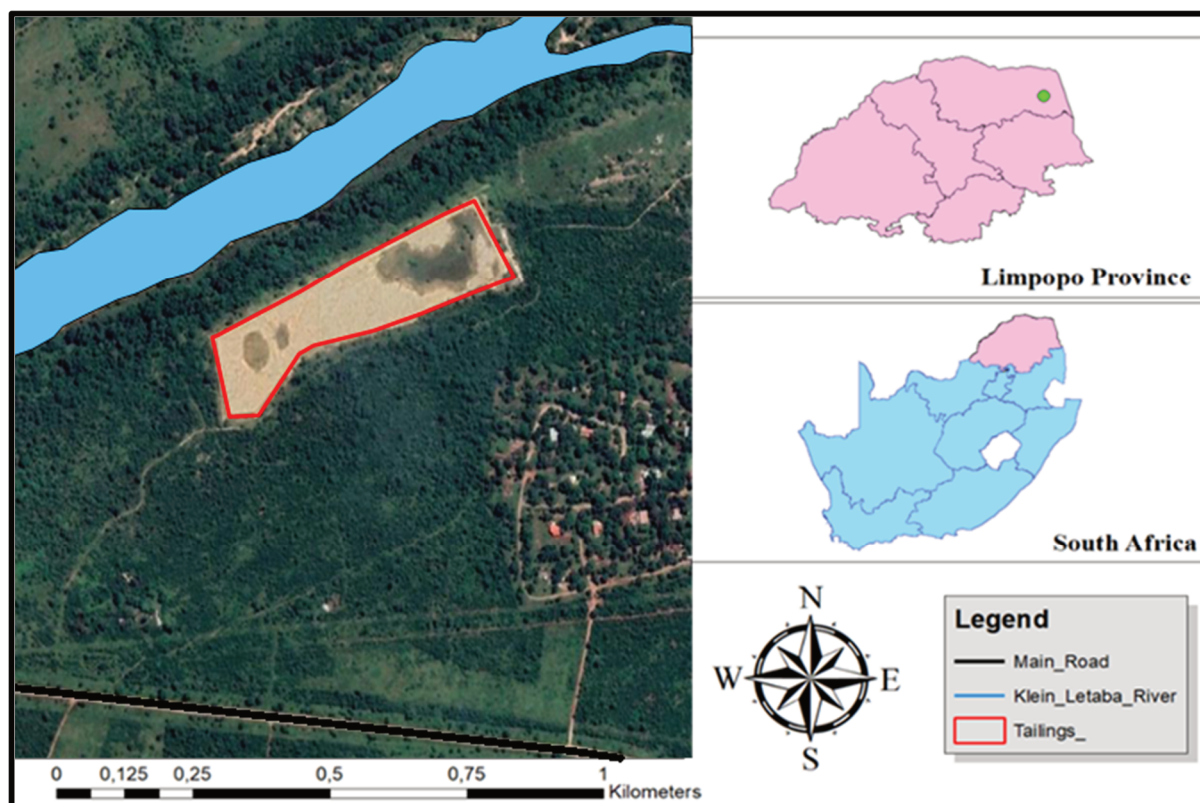 Limpopo Province
South Africa
N
W E
S
Legend
Main_Road
Klein_Letaba_River
Tailings_
0 0,125 0,25 0,5 0,75 1
Kilometers